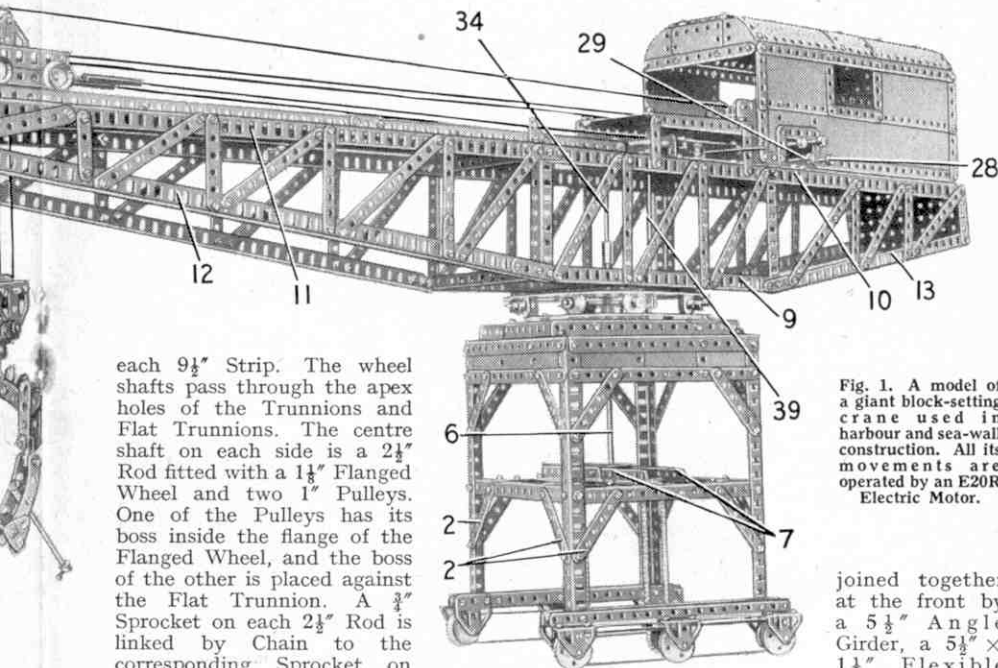 34
29
28
12
11
9
10
13
39
6
7
2
2
each 9½″ Strip. The wheel
shafts pass through the apex
holes of the Trunnions and
Flat Trunnions. The centre
shaft on each side is a 2½″
Rod fitted with a 1⅛″ Flanged
Wheel and two 1″ Pulleys.
One of the Pulleys has its
boss inside the flange of the
Flanged Wheel, and the boss
of the other is placed against
the Flat Trunnion. A ¾″
Sprocket on each 2½″ Rod is
linked by Chain to the
corresponding Sprocket on
Fig. 1. A model of
a giant block-setting
crane used in
harbour and sea-wall
construction. All its
movements are
operated by an E20R
Electric Motor.
joined together
at the front by
a 5½″ Angle
Girder, a 5½″ ×
1½″ Flexible